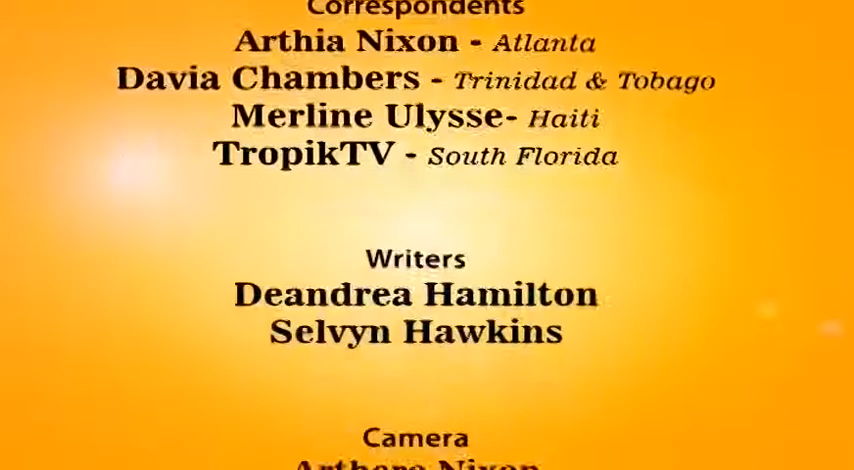 Correspondents
Arthia Nixon - Atlanta
Davia Chambers - Trinidad & Tobago
Merline Ulysse- Haiti
TropikTV - South Florida
Writers
Deandrea Hamilton
Selvyn Hawkins
Camera
Nixon